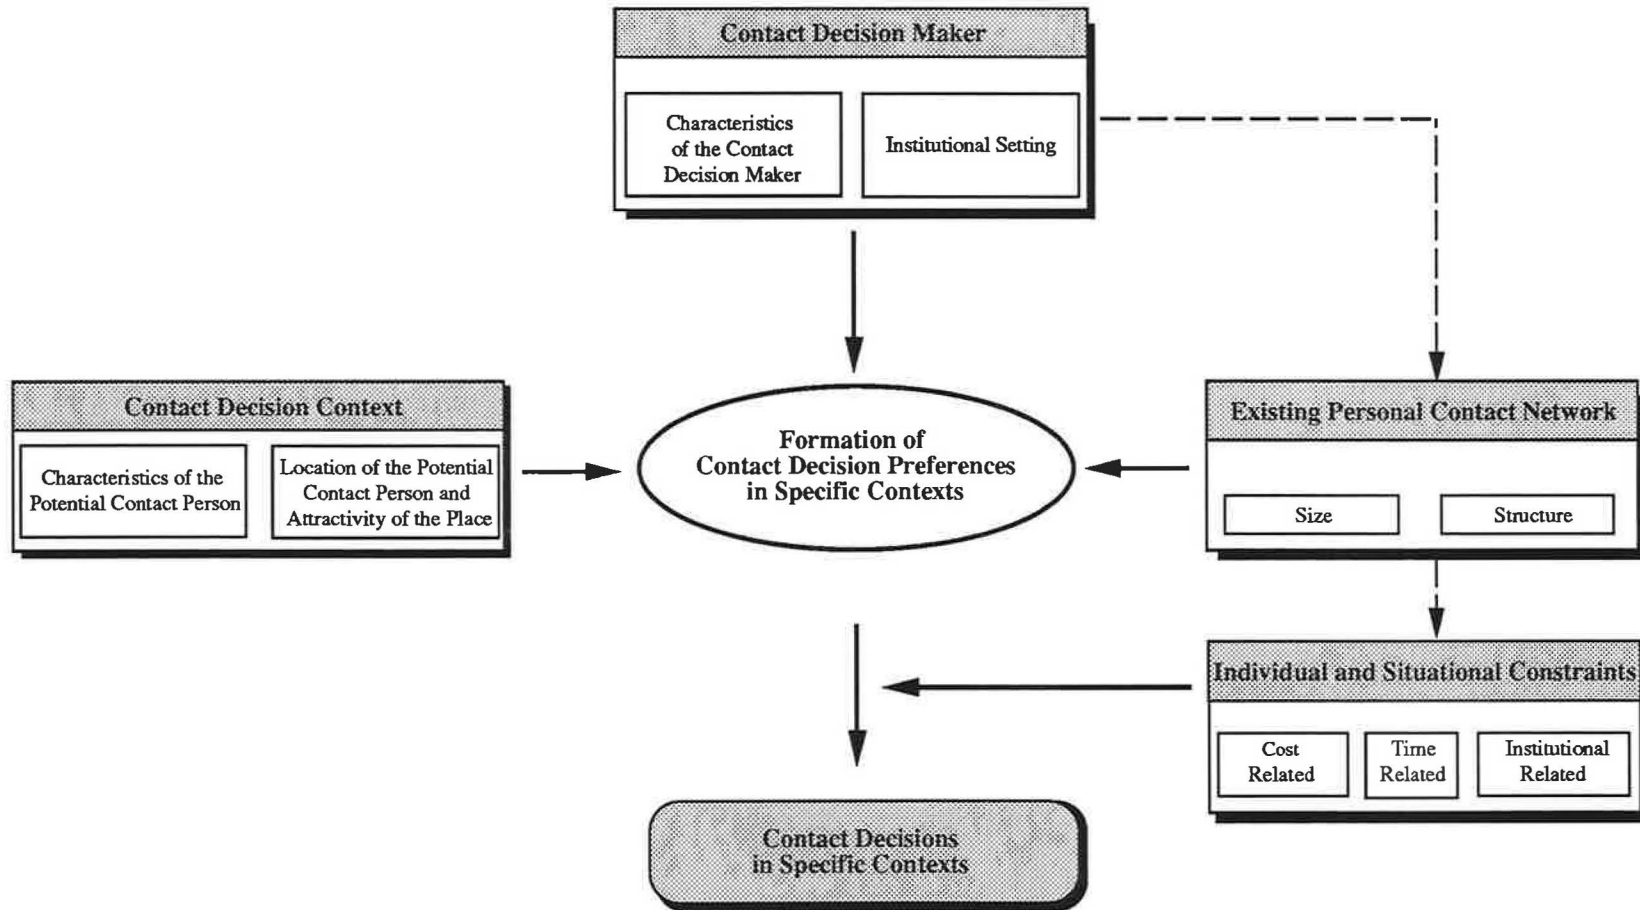 Contact Decision Maker
Characteristics
of the Contact
Decision Maker
Institutional Setting
Contact Decision Context
Characteristics of the
Potential Contact Person
Location of the Potential
Contact Person and
Attractivity of the Place
Formation of
Contact Decision Preferences
in Specific Contexts
Existing Personal Contact Network
Size
Structure
Individual and Situational Constraints
Cost
Related
Time
Related
Institutional
Related
Contact Decisions
in Specific Contexts